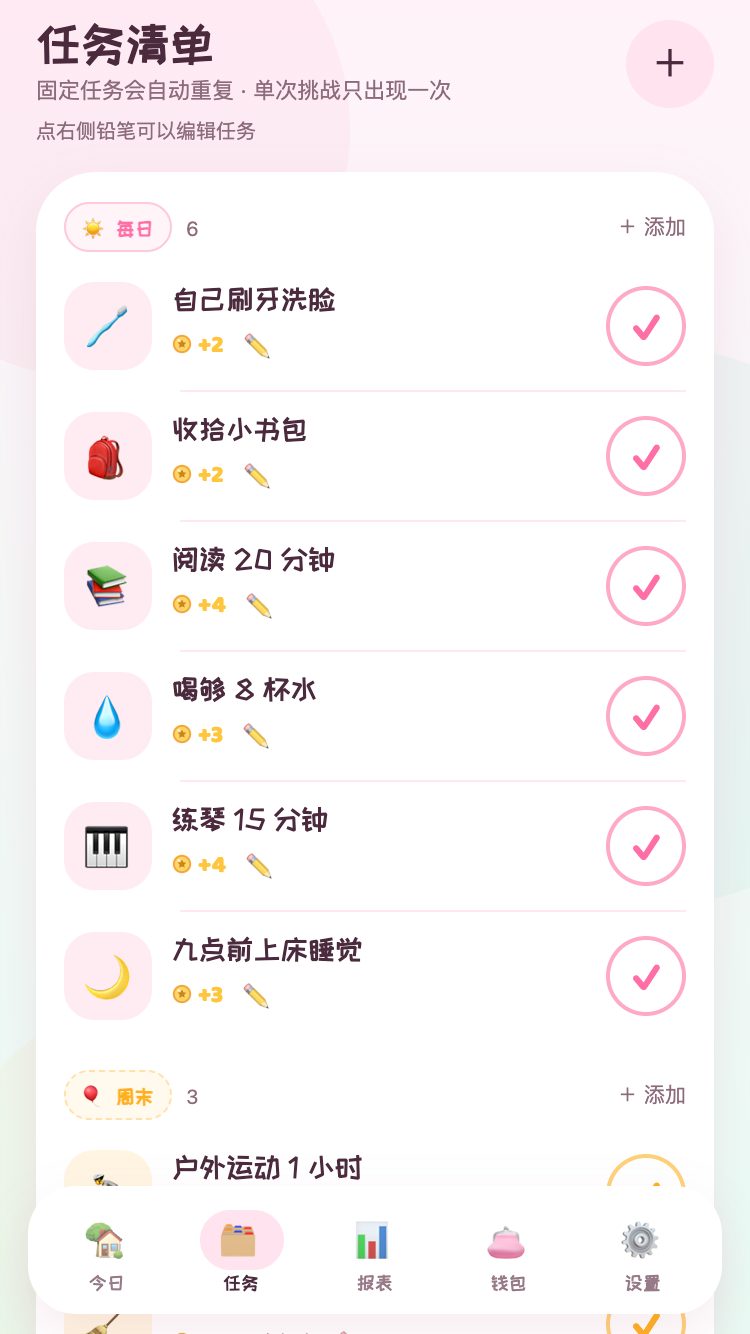 任务清单
固定任务会自动重复 · 单次挑战只出现一次
点右侧铅笔可以编辑任务
每日 6 + 添加
自己刷牙洗脸
+2
收拾小书包
+2
阅读 20 分钟
+4
喝够 8 杯水
+3
练琴 15 分钟
+4
九点前上床睡觉
+3
周末 3 + 添加
户外运动 1 小时
今日 任务 报表 钱包 设置